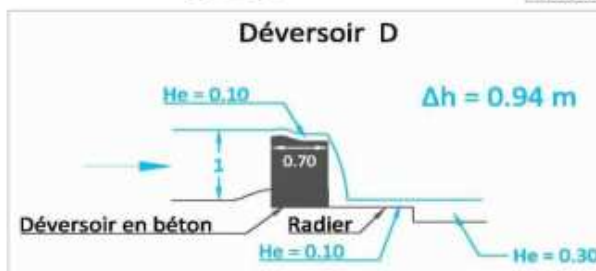 Déversoir D
He = 0.10
Δh = 0.94 m
1
0.70
Déversoir en béton
Radier
He = 0.10
He = 0.30